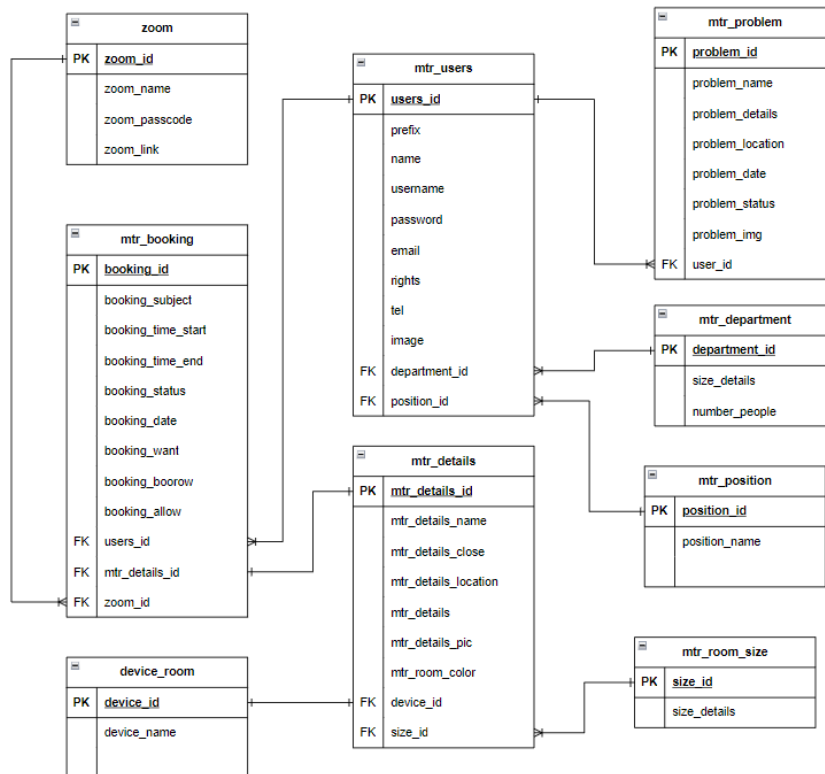 zoom
PK zoom_id
zoom_name
zoom_passcode
zoom_link
mtr_booking
PK booking_id
booking_subject
booking_time_start
booking_time_end
booking_status
booking_date
booking_want
booking_boorow
booking_allow
FK users_id
FK mtr_details_id
FK zoom_id
device_room
PK device_id
device_name
mtr_users
PK users_id
prefix
name
username
password
email
rights
tel
image
FK department_id
FK position_id
mtr_details
PK mtr_details_id
mtr_details_name
mtr_details_close
mtr_details_location
mtr_details
mtr_details_pic
mtr_room_color
FK device_id
FK size_id
mtr_problem
PK problem_id
problem_name
problem_details
problem_location
problem_date
problem_status
problem_img
FK user_id
mtr_department
PK department_id
size_details
number_people
mtr_position
PK position_id
position_name
mtr_room_size
PK size_id
size_details